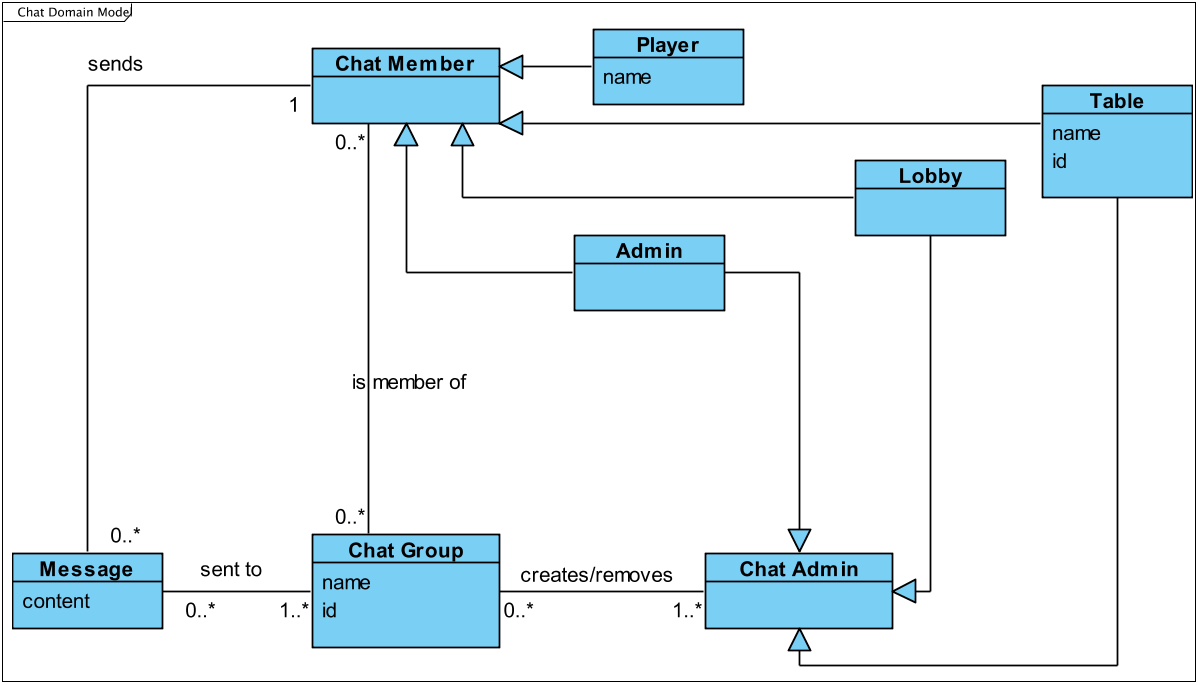 Chat Domain Model
sends
Chat Member
Player
name
1
Table
name
id
0..*
Lobby
Admin
is member of
0..*
0..*
Message
content
sent to
0..*
1..*
Chat Group
name
id
creates/removes
0..*
1..*
Chat Admin